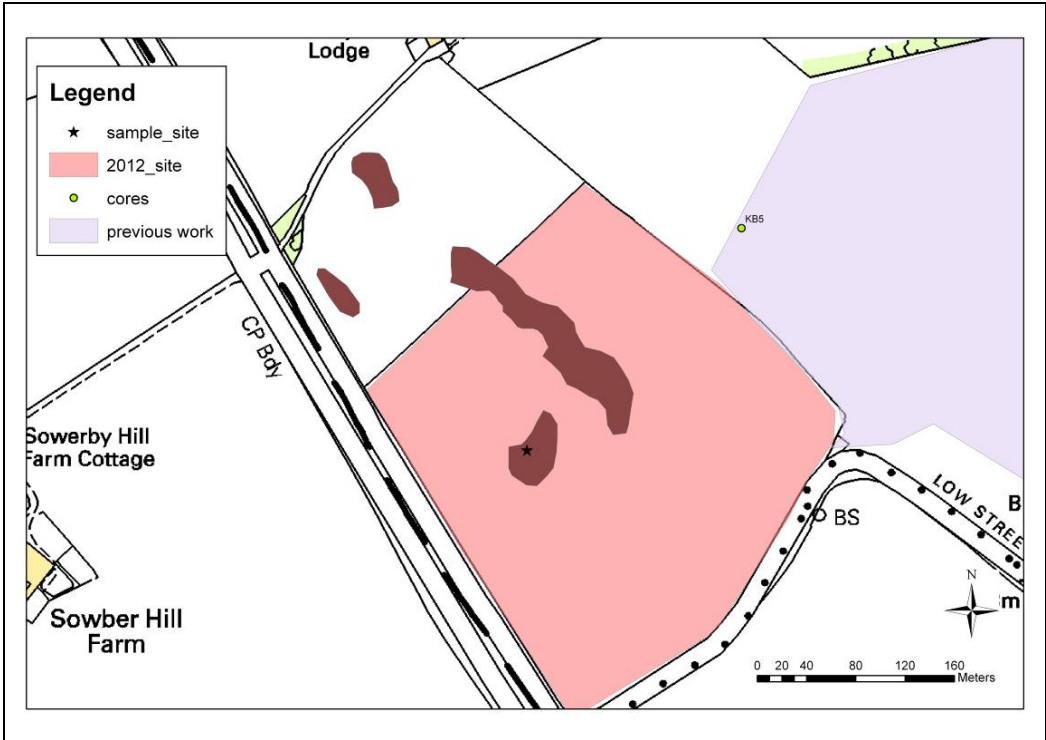 Lodge
Legend
sample_site
2012_site
cores
previous work
KB5
CP Bdy
Sowerby Hill
Farm Cottage
LOW STREE
B
BS
N
m
Sowber Hill
Farm
0 20 40 80 120 160
Meters